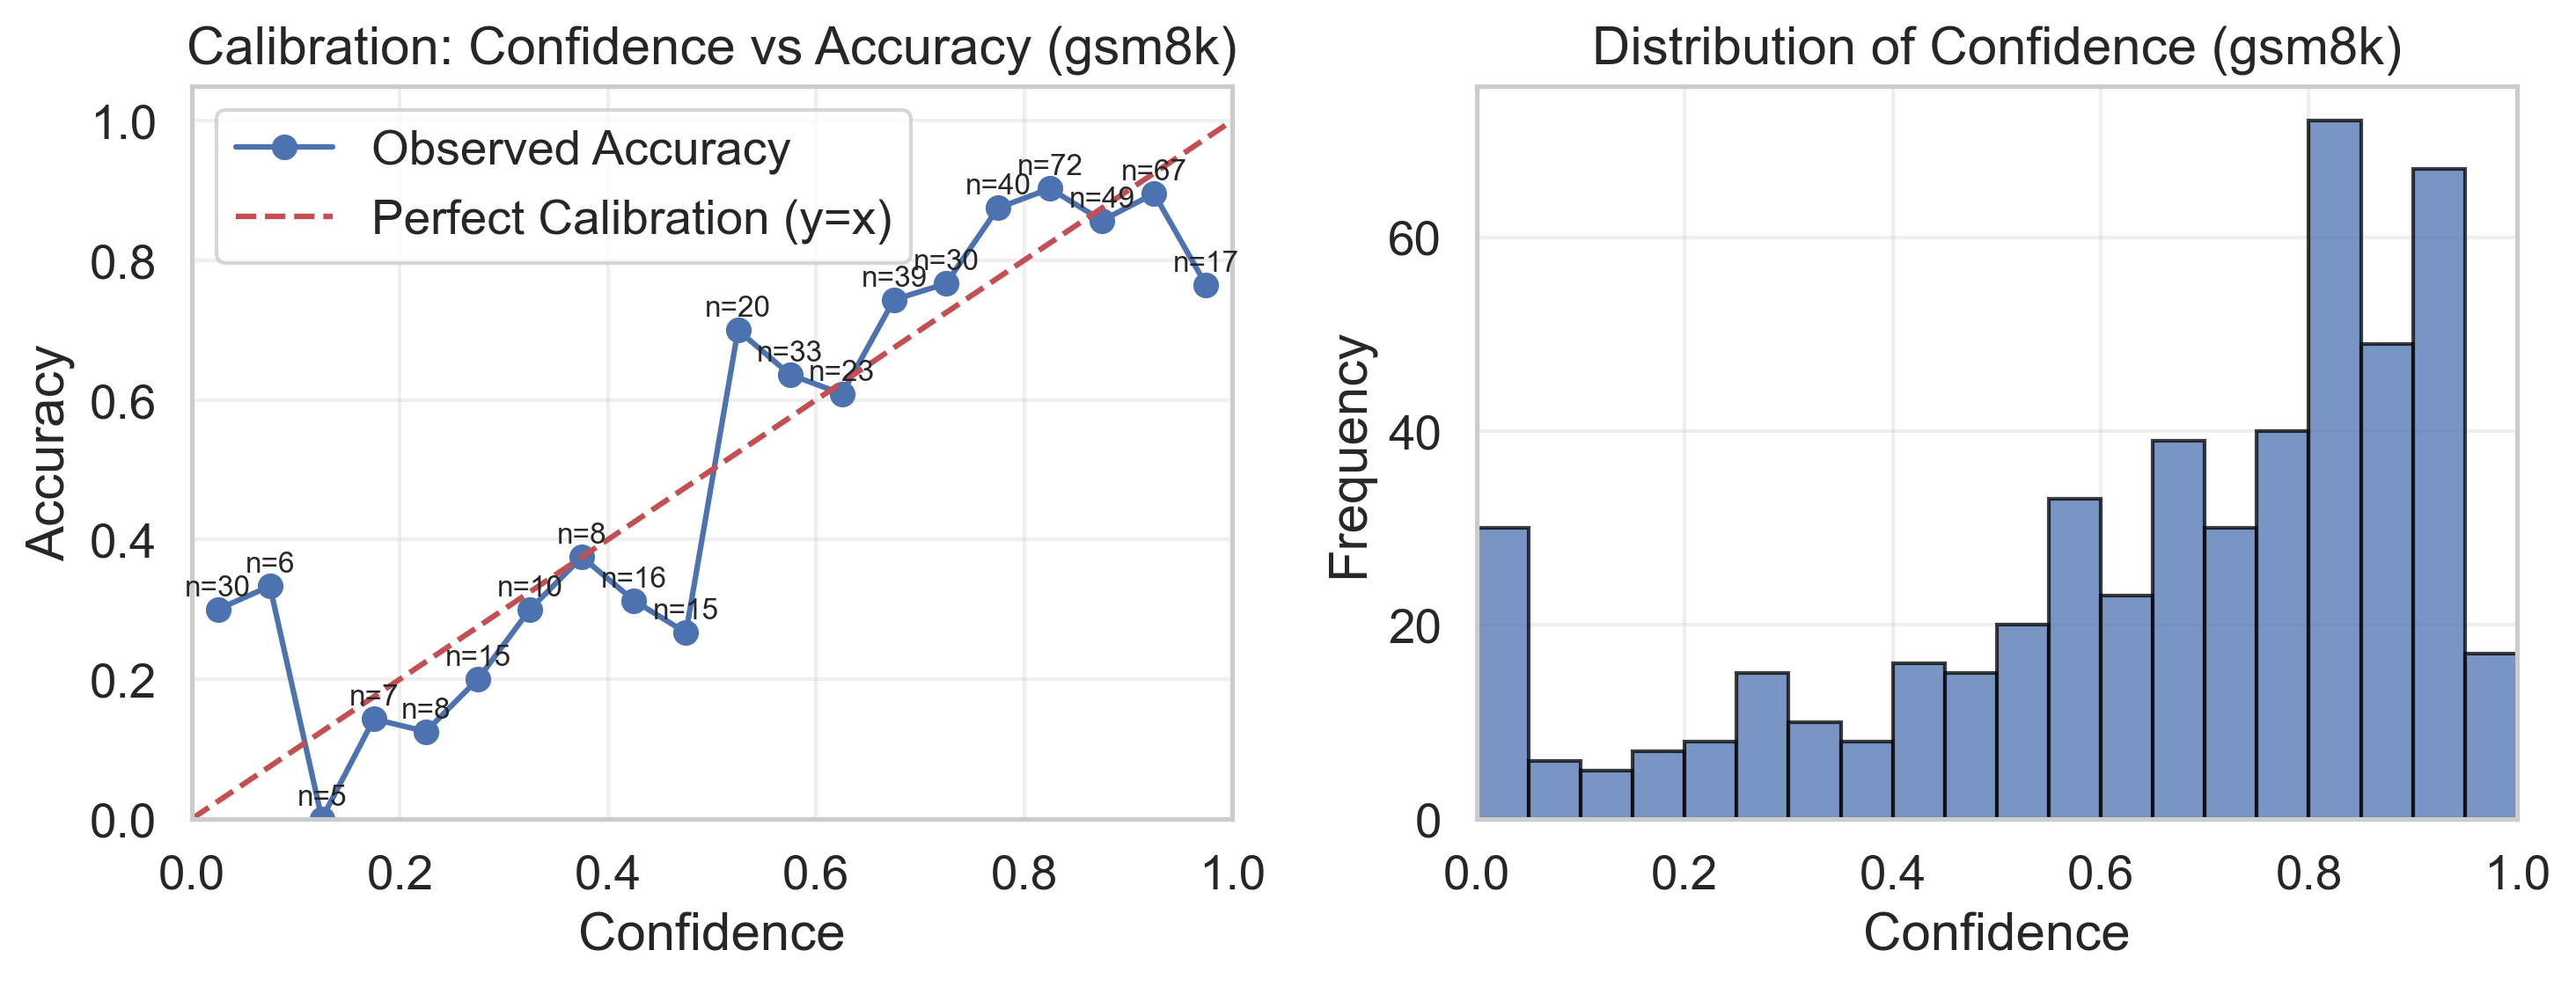 Calibration: Confidence vs Accuracy (gsm8k)
Observed Accuracy
Perfect Calibration (y=x)
Accuracy
1.0
0.8
0.6
0.4
0.2
0.0
n=30
n=6
n=5
n=7
n=8
n=15
n=10
n=8
n=16
n=15
n=20
n=33
n=23
n=39
n=30
n=40
n=72
n=49
n=67
n=17
0.0 0.2 0.4 0.6 0.8 1.0
Confidence
Distribution of Confidence (gsm8k)
Frequency
60
40
20
0
0.0 0.2 0.4 0.6 0.8 1.0
Confidence